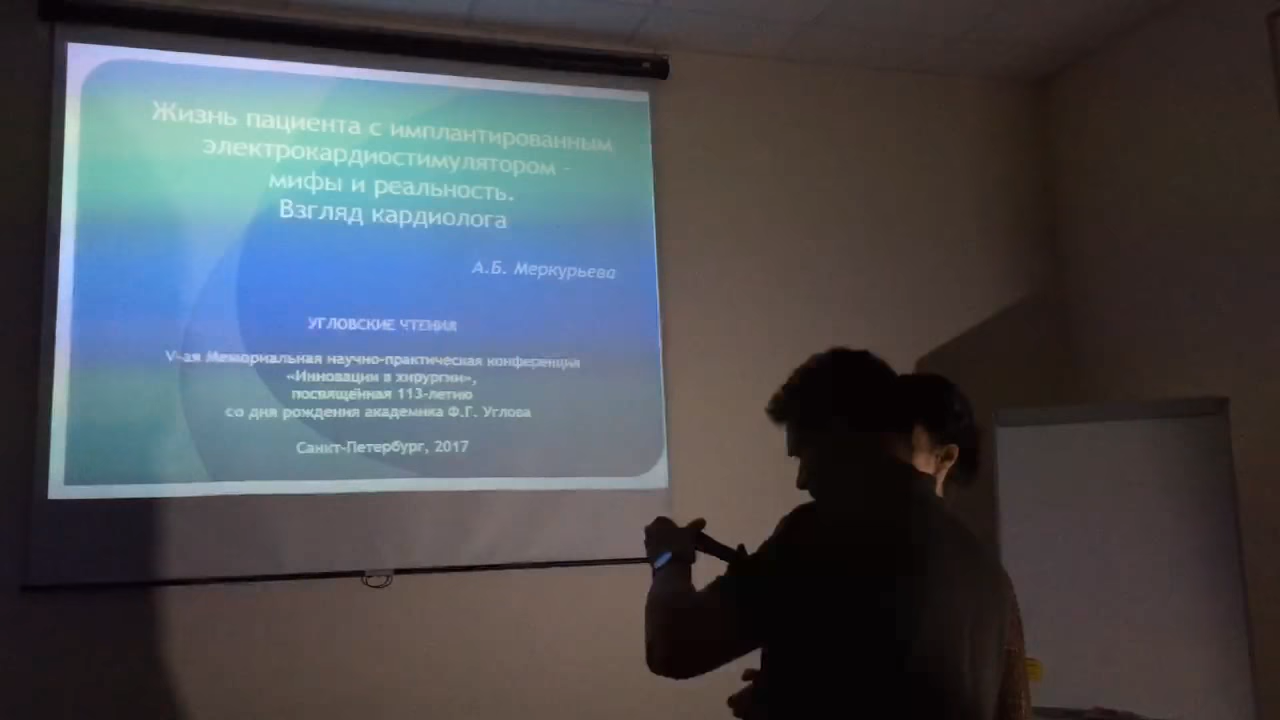 Жизнь пациента с имплантированным
электрокардиостимулятором -
мифы и реальность.
Взгляд кардиолога
А.Б. Меркурьева
УГЛОВСКИЕ ЧТЕНИЯ
V-ая Мемориальная научно-практическая конференция
«Инновации в хирургии»,
посвящённая 113-летию
со дня рождения академика Ф.Г. Углова
Санкт-Петербург, 2017